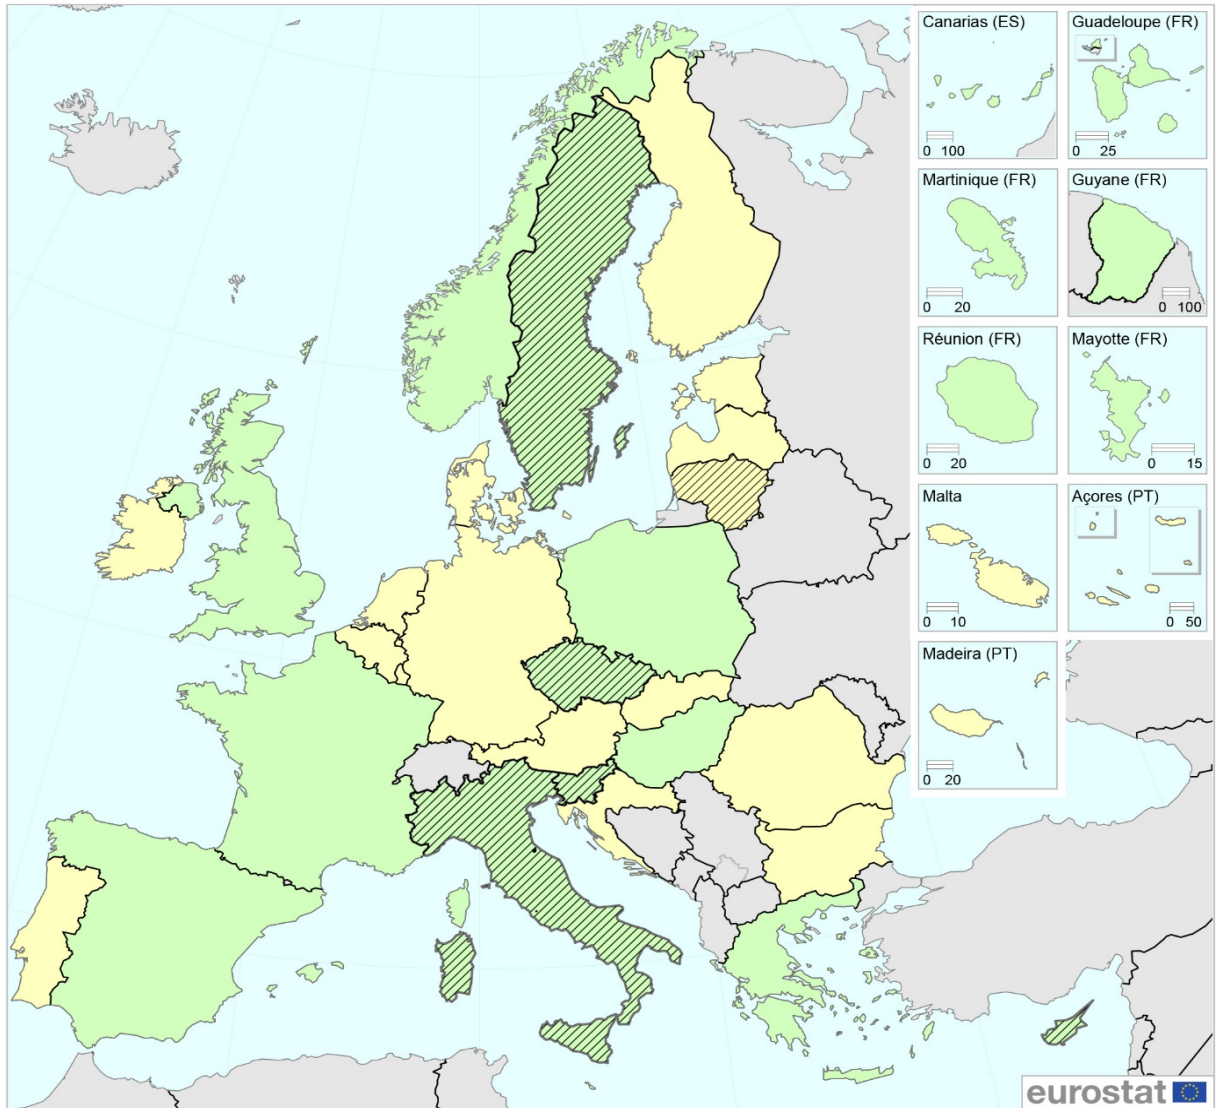 Canarias (ES)
0 100
Guadeloupe (FR)
0 25
Martinique (FR)
0 20
Guyane (FR)
0 100
Réunion (FR)
0 20
Mayotte (FR)
0 15
Malta
0 10
Açores (PT)
0 50
Madeira (PT)
0 20
eurostat